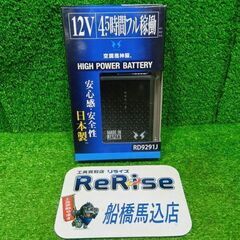 12V 4.5時間フル稼働
空調風神服
HIGH POWER BATTERY
安心感・安全性
日本製
RD9291J
工具買取店 リライズ
ReRise
船橋馬込店